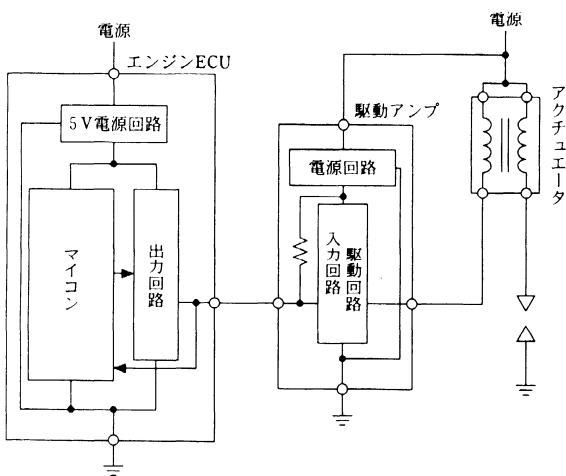 電源
エンジンECU
5V電源回路
マイコン
出力回路
電源
駆動アンプ
電源回路
入力回路
駆動回路
アクチュエータ